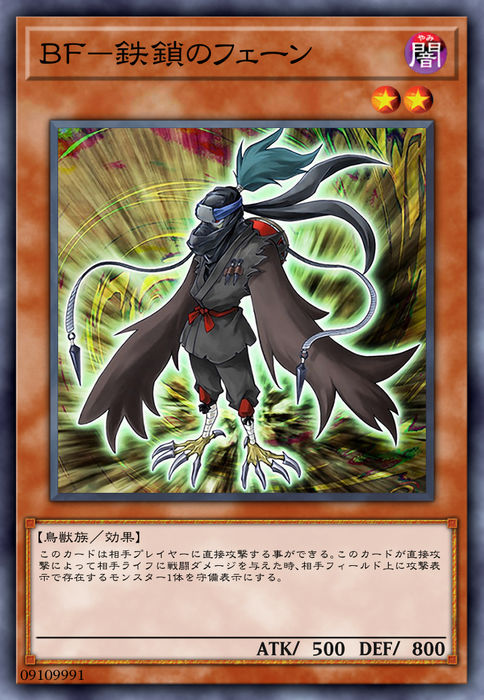 BF－鉄鎖のフェーン
やみ
闇
【鳥獣族／効果】
このカードは相手プレイヤーに直接攻撃する事ができる。このカードが直接攻
撃によって相手ライフに戦闘ダメージを与えた時、相手フィールド上に攻撃表
示で存在するモンスター1体を守備表示にする。
ATK/ 500 DEF/ 800
09109991